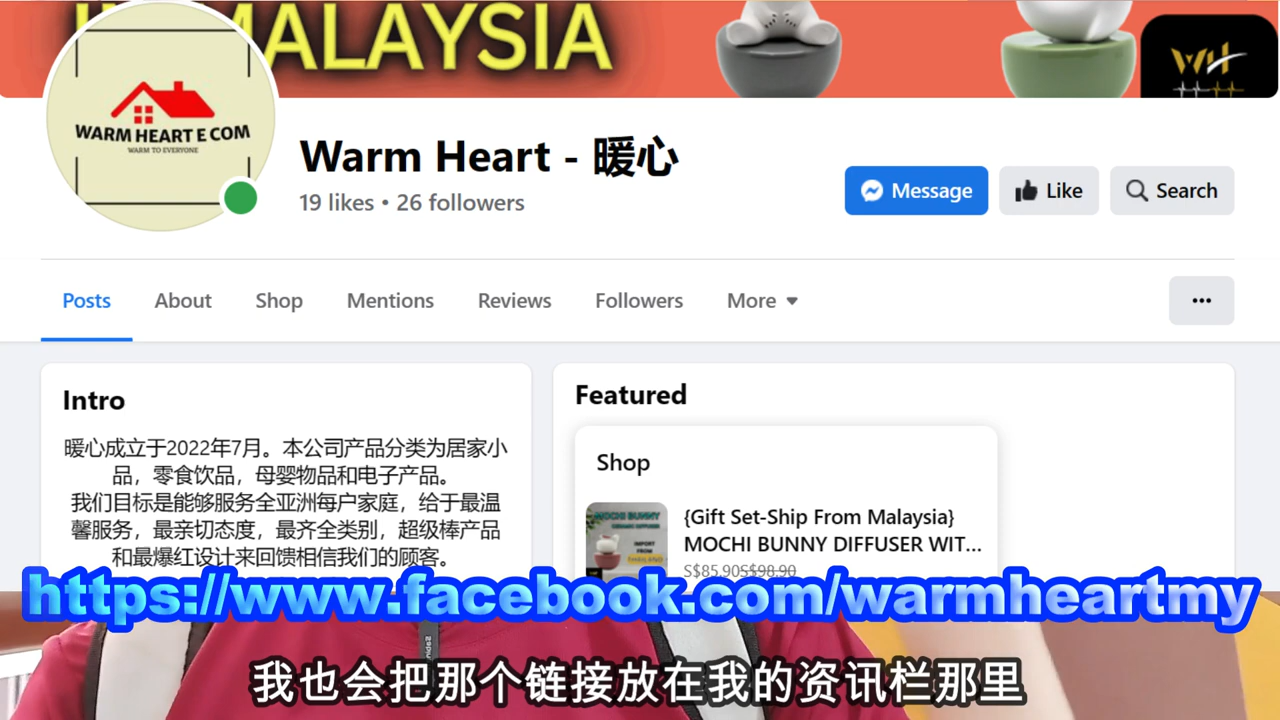 MALAYSIA
WH
WARM HEART E COM
WARM TO EVERYONE
Warm Heart - 暖心
19 likes • 26 followers
Message
Like
Search
Posts
About
Shop
Mentions
Reviews
Followers
More
Intro
暖心成立于2022年7月。本公司产品分类为居家小
品，零食饮品，母婴物品和电子产品。
我们目标是能够服务全亚洲每户家庭，给于最温
馨服务，最亲切态度，最齐全类别，超级棒产品
和最爆红设计来回馈相信我们的顾客。
Featured
Shop
MOCHI BUNNY
CERAMIC DIFFUSER
IMPORT
FROM
{Gift Set-Ship From Malaysia}
MOCHI BUNNY DIFFUSER WIT...
S$85.90S$98.90
https://www.facebook.com/warmheartmy
我也会把那个链接放在我的资讯栏那里